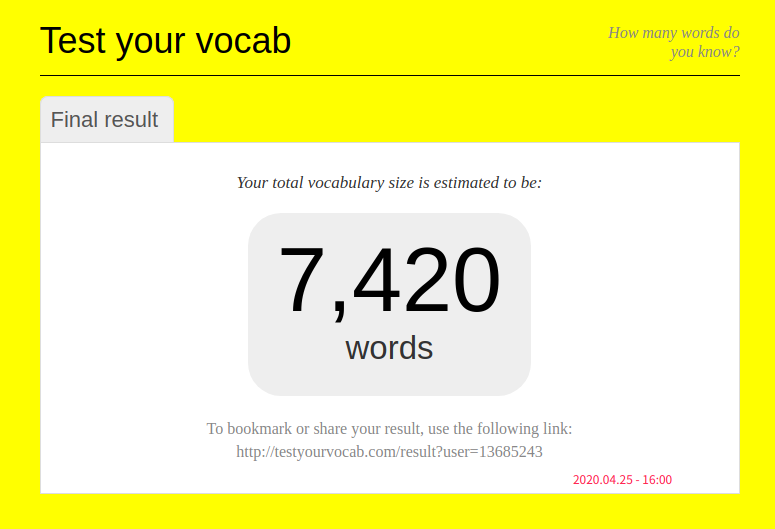 Test your vocab
How many words do
you know?
Final result
Your total vocabulary size is estimated to be:
7,420
words
To bookmark or share your result, use the following link:
http://testyourvocab.com/result?user=13685243
2020.04.25 - 16:00